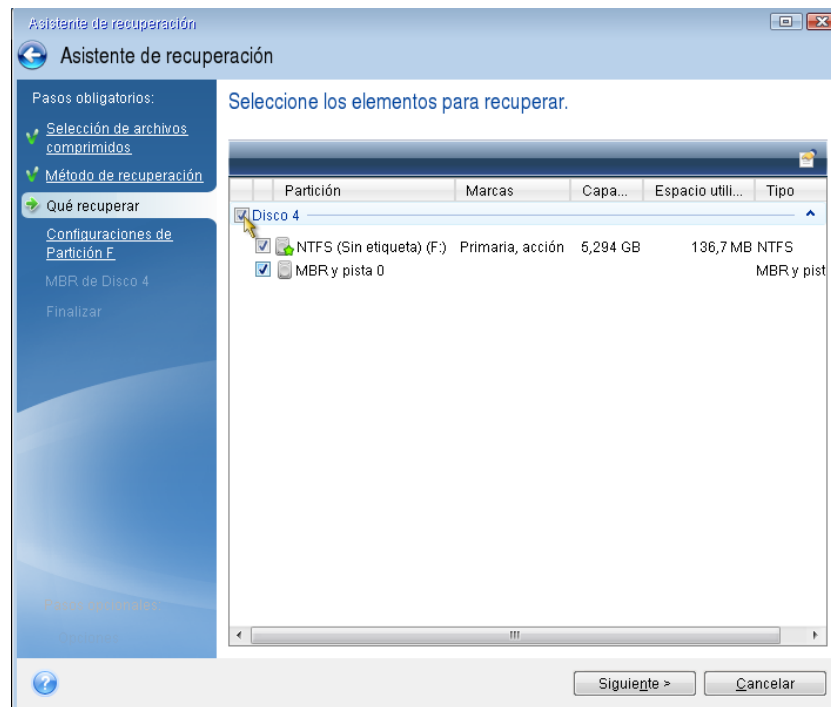 Asistente de recuperación
Asistente de recuperación
Pasos obligatorios:
Selección de archivos
comprimidos
Método de recuperación
Qué recuperar
Configuraciones de
Partición F
MBR de Disco 4
Finalizar
Seleccione los elementos para recuperar.
Partición Marcas Capa... Espacio utili... Tipo
Disco 4
NTFS (Sin etiqueta) (F:) Primaria, acción 5,294 GB 136,7 MB NTFS
MBR y pista 0 MBR y pist
Siguiente > Cancelar